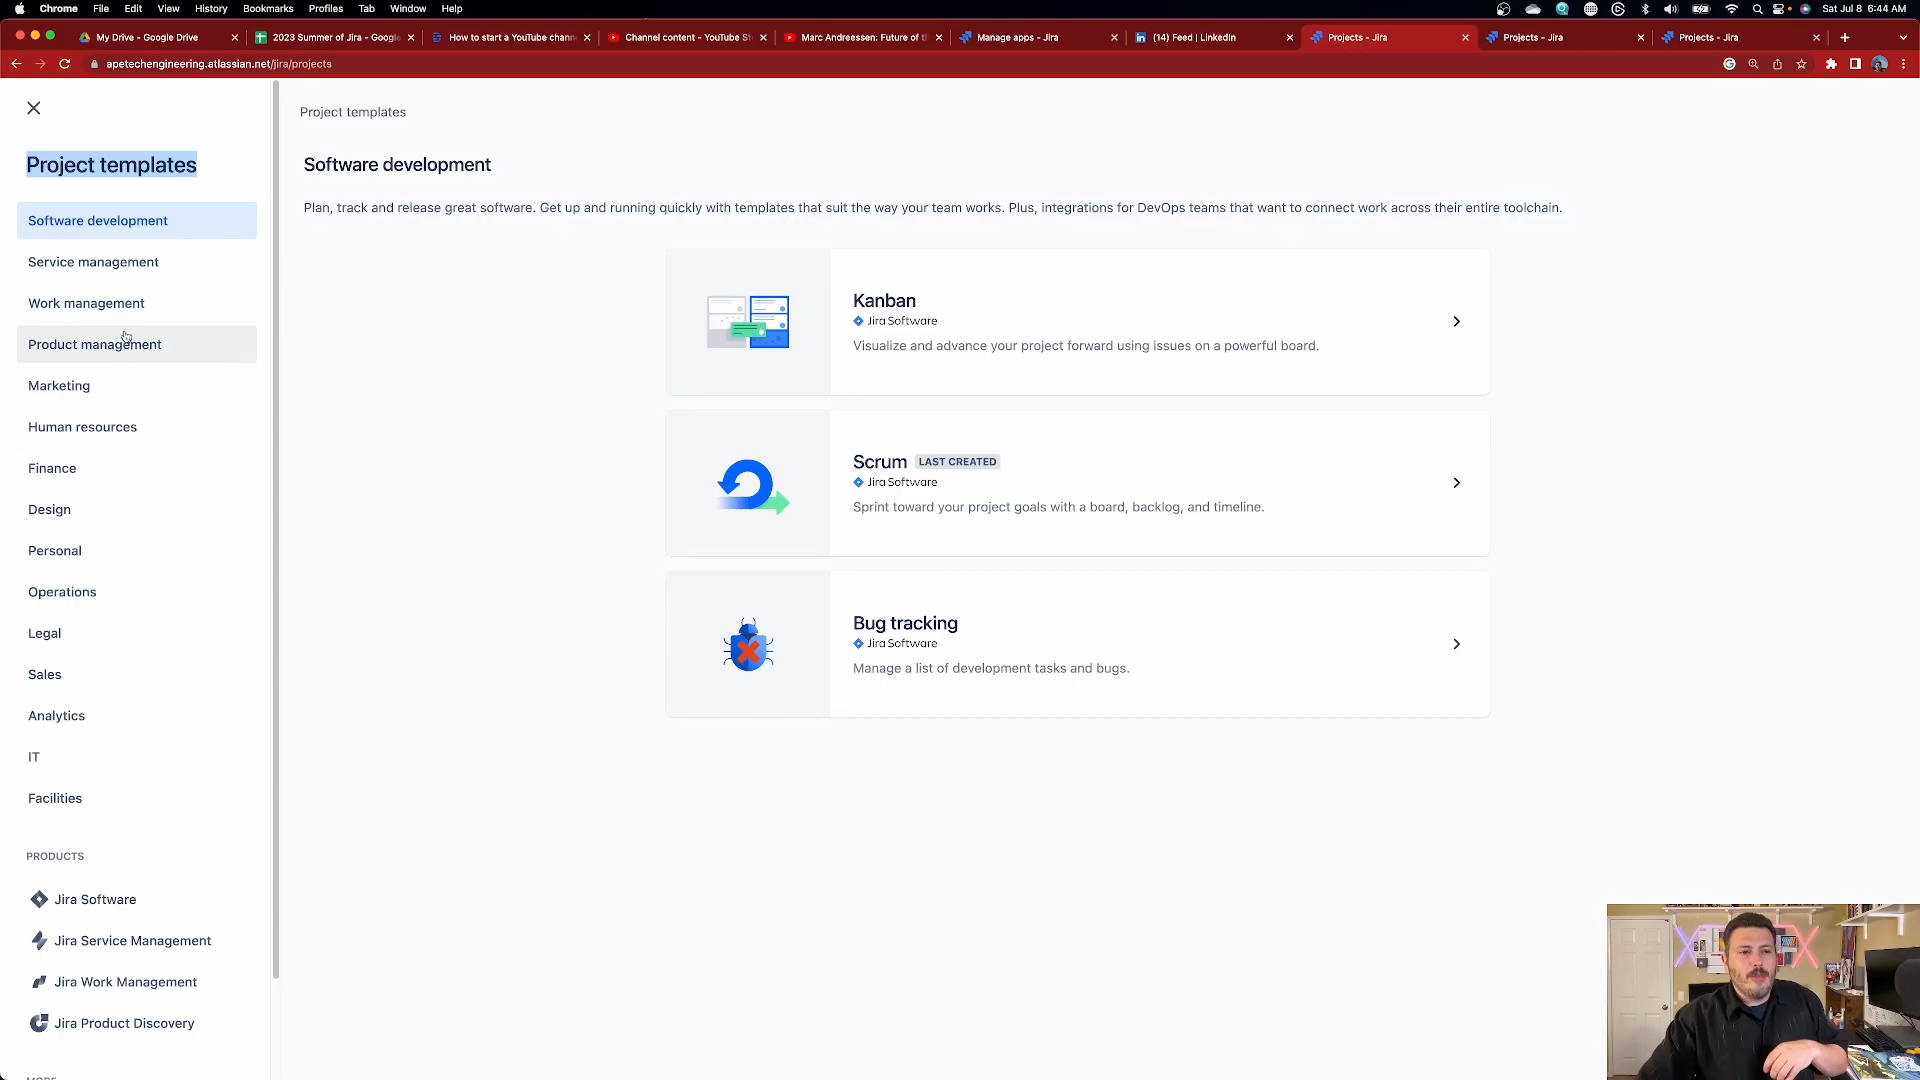 Chrome File Edit View History Bookmarks Profiles Tab Window Help
Sat Jul 8 6:44 AM
My Drive - Google Drive
2023 Summer of Jira - Google
How to start a YouTube chann
Channel content - YouTube St
Marc Andreessen: Future of t
Manage apps - Jira
(14) Feed | LinkedIn
Projects - Jira
Projects - Jira
Projects - Jira
apetechengineering.atlassian.net/jira/projects
Project templates
Software development
Service management
Work management
Product management
Marketing
Human resources
Finance
Design
Personal
Operations
Legal
Sales
Analytics
IT
Facilities
PRODUCTS
Jira Software
Jira Service Management
Jira Work Management
Jira Product Discovery
MORE
Project templates
Software development
Plan, track and release great software. Get up and running quickly with templates that suit the way your team works. Plus, integrations for DevOps teams that want to connect work across their entire toolchain.
Kanban
Jira Software
Visualize and advance your project forward using issues on a powerful board.
Scrum LAST CREATED
Jira Software
Sprint toward your project goals with a board, backlog, and timeline.
Bug tracking
Jira Software
Manage a list of development tasks and bugs.